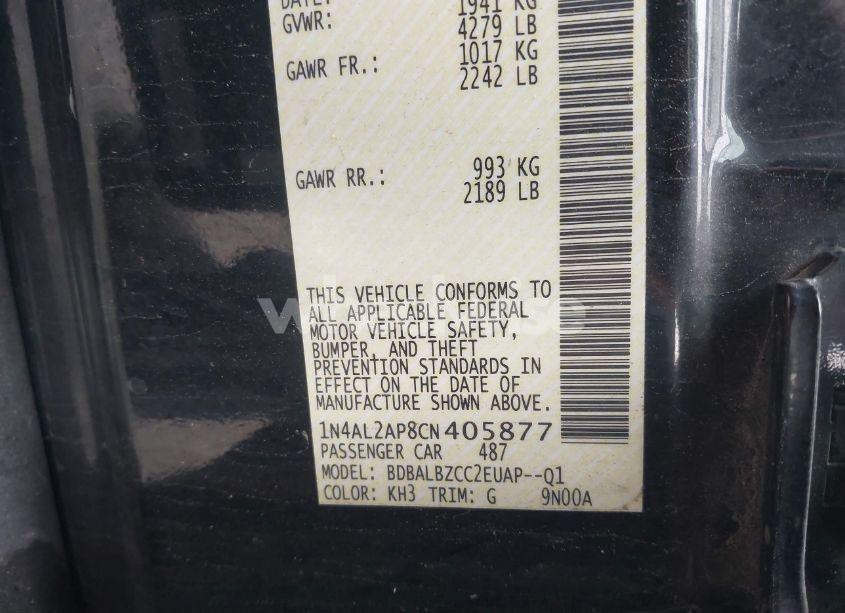 DATE: 1941 KG
GVWR: 4279 LB
1017 KG
GAWR FR.: 2242 LB
993 KG
GAWR RR.: 2189 LB
THIS VEHICLE CONFORMS TO
ALL APPLICABLE FEDERAL
MOTOR VEHICLE SAFETY,
BUMPER, AND THEFT
PREVENTION STANDARDS IN
EFFECT ON THE DATE OF
MANUFACTURE SHOWN ABOVE.
1N4AL2AP8CN405877
PASSENGER CAR 487
MODEL: BDBALBZCC2EUAP--Q1
COLOR: KH3 TRIM: G 9N00A